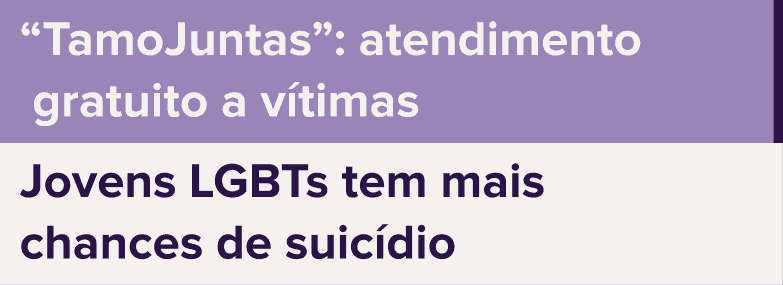 “TamoJuntas”: atendimento
gratuito a vítimas
Jovens LGBTs tem mais
chances de suicídio